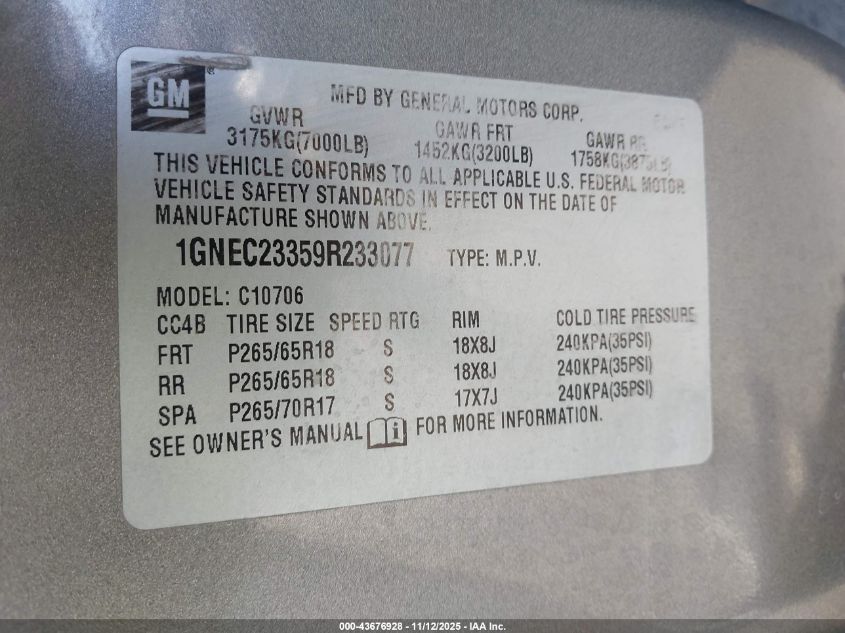 GM
MFD BY GENERAL MOTORS CORP.
GVWR GAWR FRT GAWR RR
3175KG(7000LB) 1452KG(3200LB) 1758KG(3875LB)
THIS VEHICLE CONFORMS TO ALL APPLICABLE U.S. FEDERAL MOTOR
VEHICLE SAFETY STANDARDS IN EFFECT ON THE DATE OF
MANUFACTURE SHOWN ABOVE.
1GNEC23359R233077 TYPE: M.P.V.
MODEL: C10706
CC4B TIRE SIZE SPEED RTG RIM COLD TIRE PRESSURE
FRT P265/65R18 S 18X8J 240KPA(35PSI)
RR P265/65R18 S 18X8J 240KPA(35PSI)
SPA P265/70R17 S 17X7J 240KPA(35PSI)
SEE OWNER'S MANUAL i FOR MORE INFORMATION.
000-43676928 - 11/12/2025 - IAA Inc.